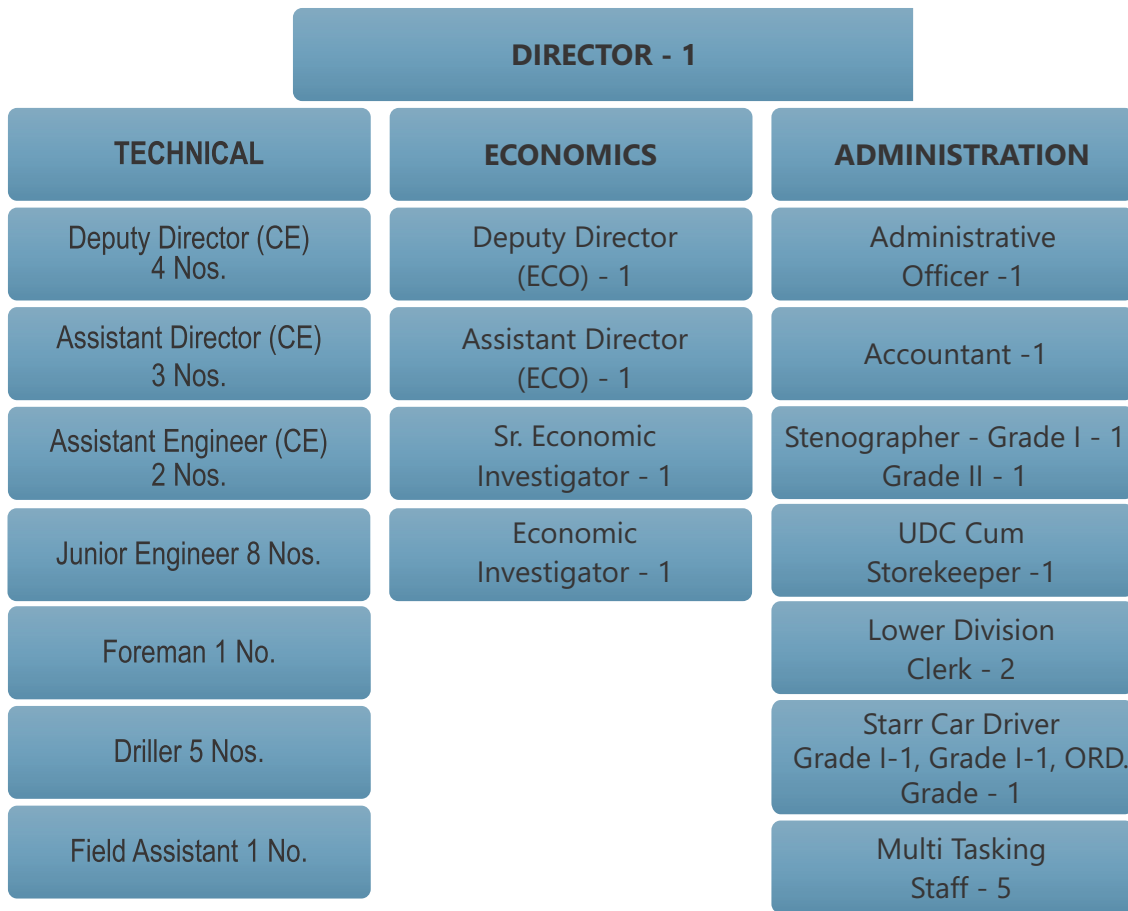 DIRECTOR - 1
TECHNICAL
Deputy Director (CE)
4 Nos.
Assistant Director (CE)
3 Nos.
Assistant Engineer (CE)
2 Nos.
Junior Engineer 8 Nos.
Foreman 1 No.
Driller 5 Nos.
Field Assistant 1 No.
ECONOMICS
Deputy Director
(ECO) - 1
Assistant Director
(ECO) - 1
Sr. Economic
Investigator - 1
Economic
Investigator - 1
ADMINISTRATION
Administrative
Officer -1
Accountant -1
Stenographer - Grade I - 1
Grade II - 1
UDC Cum
Storekeeper -1
Lower Division
Clerk - 2
Starr Car Driver
Grade I-1, Grade I-1, ORD.
Grade - 1
Multi Tasking
Staff - 5